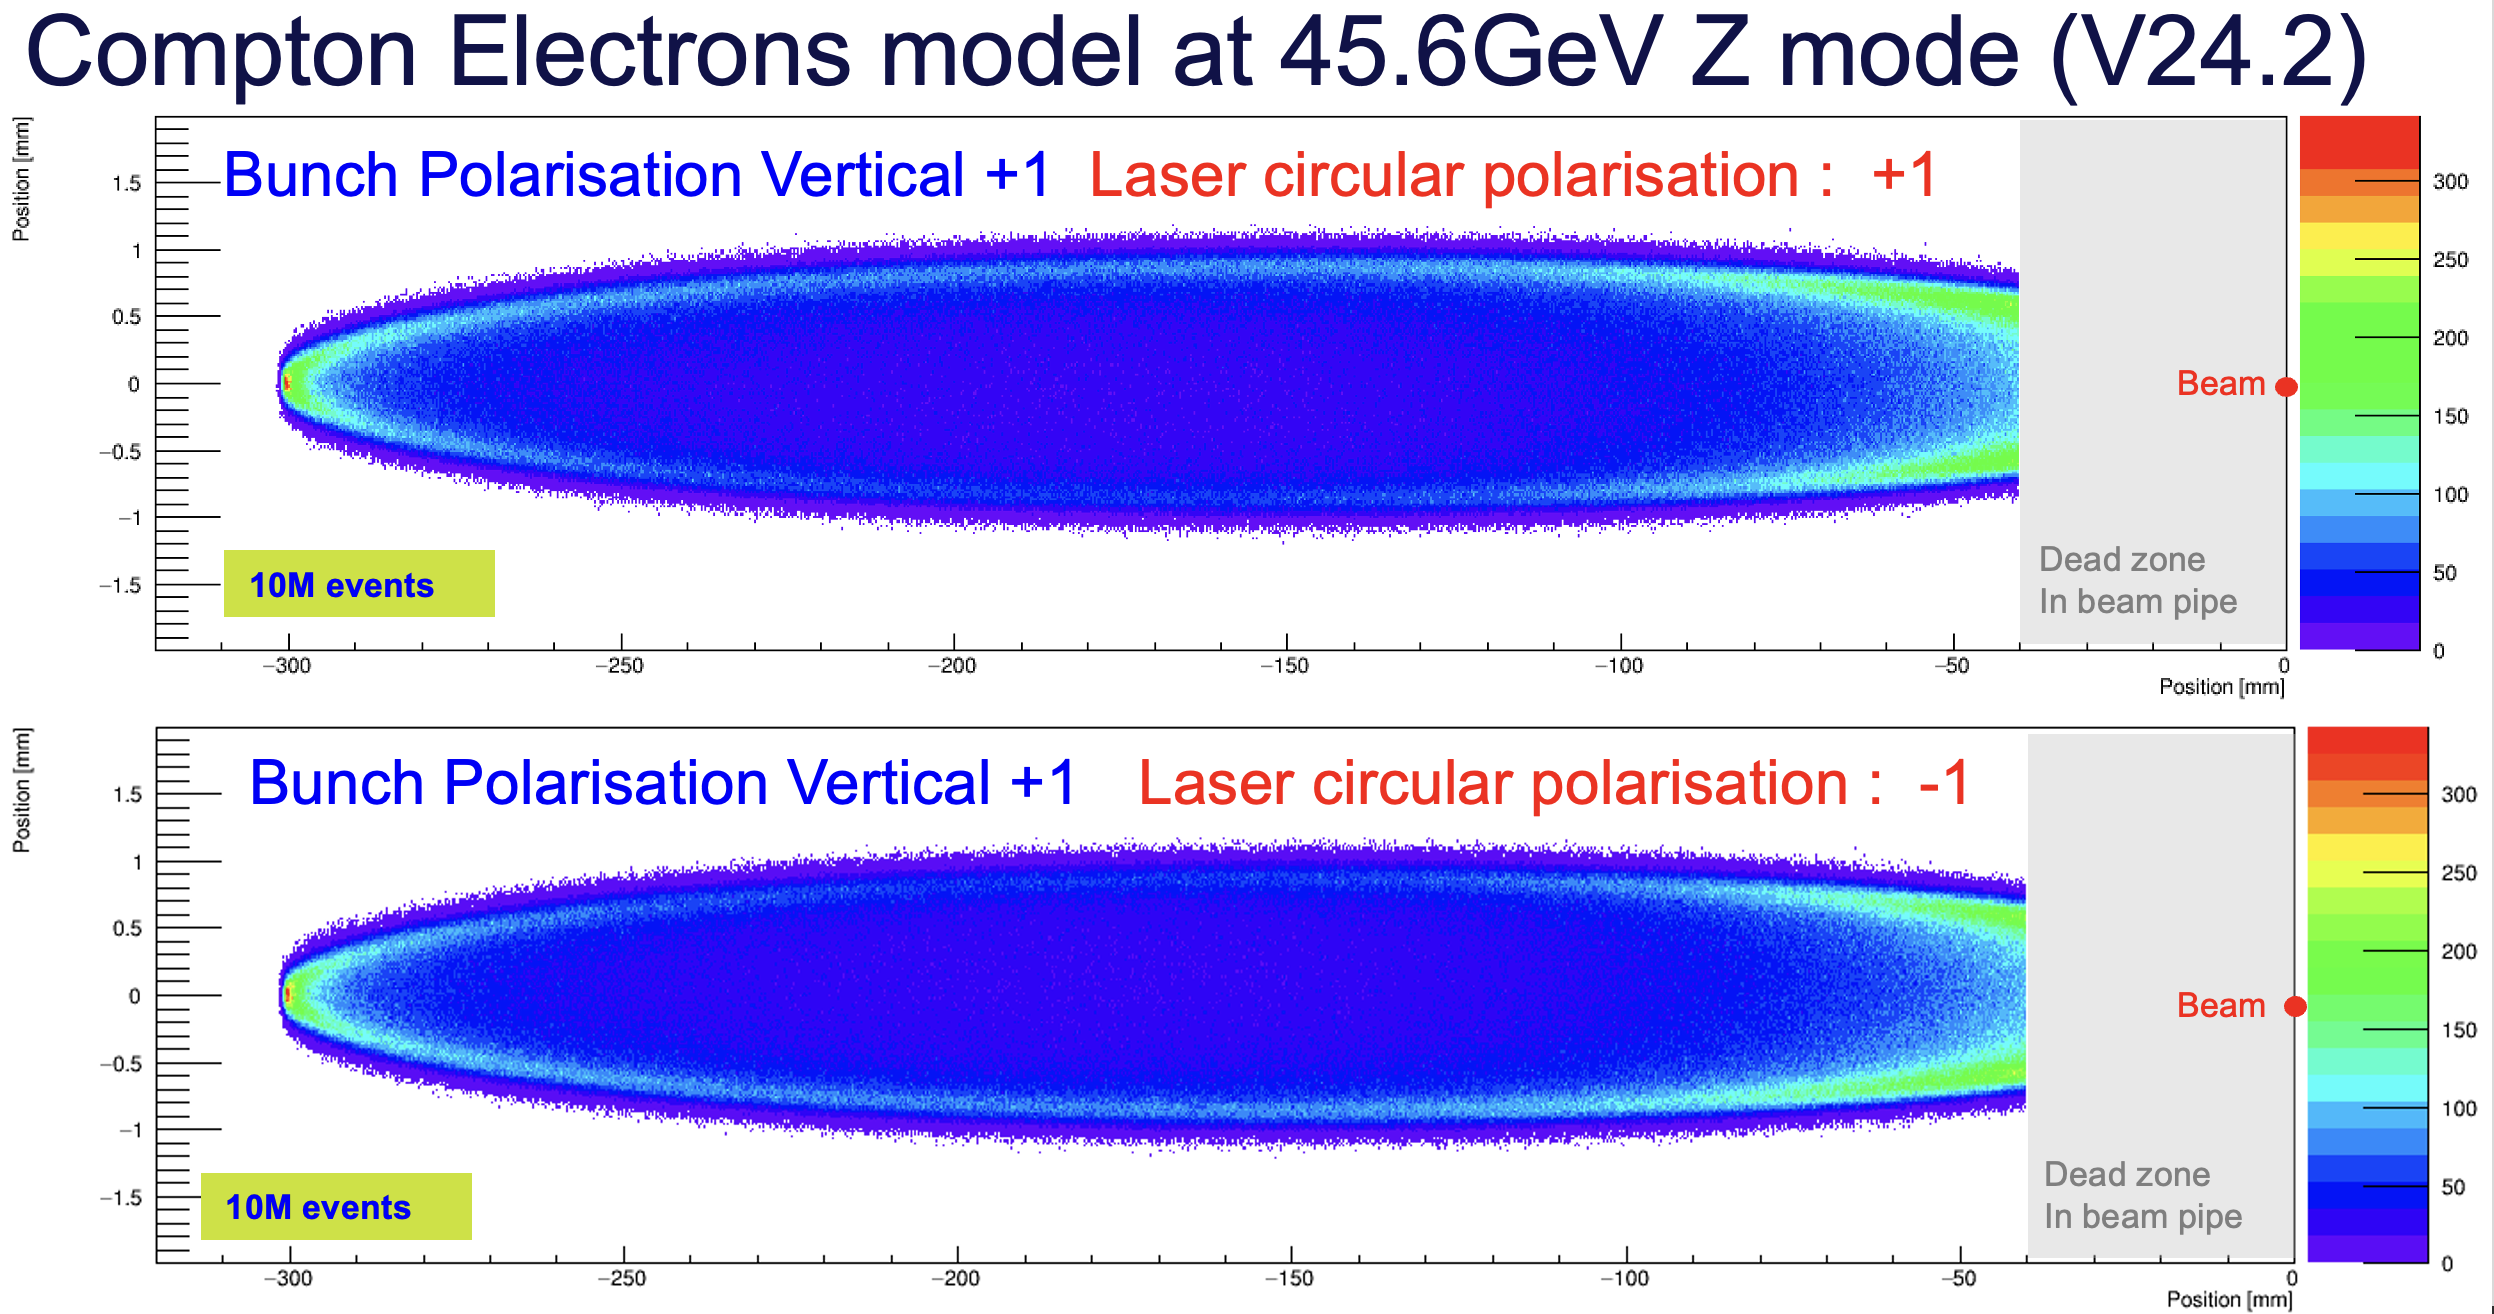 Compton Electrons model at 45.6GeV Z mode (V24.2)
Position [mm]
Bunch Polarisation Vertical +1 Laser circular polarisation : +1
1.5
1
0.5
0
−0.5
−1
−1.5
10M events
Beam
Dead zone
In beam pipe
300
250
200
150
100
50
0
−300 −250 −200 −150 −100 −50 0
Position [mm]
Position [mm]
Bunch Polarisation Vertical +1 Laser circular polarisation : -1
1.5
1
0.5
0
−0.5
−1
−1.5
10M events
Beam
Dead zone
In beam pipe
300
250
200
150
100
50
0
−300 −250 −200 −150 −100 −50 0
Position [mm]